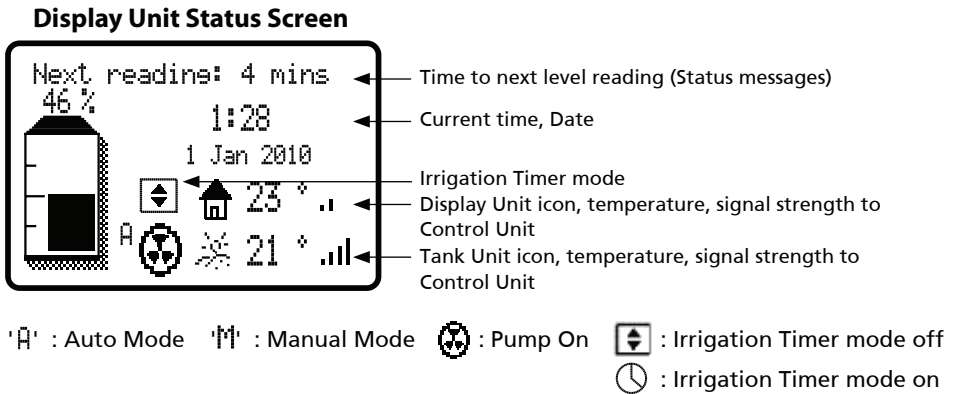 Display Unit Status Screen
Next reading: 4 mins
46 %
1:28
1 Jan 2010
23 °
A
21 °
Time to next level reading (Status messages)
Current time, Date
Irrigation Timer mode
Display Unit icon, temperature, signal strength to
Control Unit
Tank Unit icon, temperature, signal strength to
Control Unit
'A' : Auto Mode 'M' : Manual Mode : Pump On : Irrigation Timer mode off
: Irrigation Timer mode on